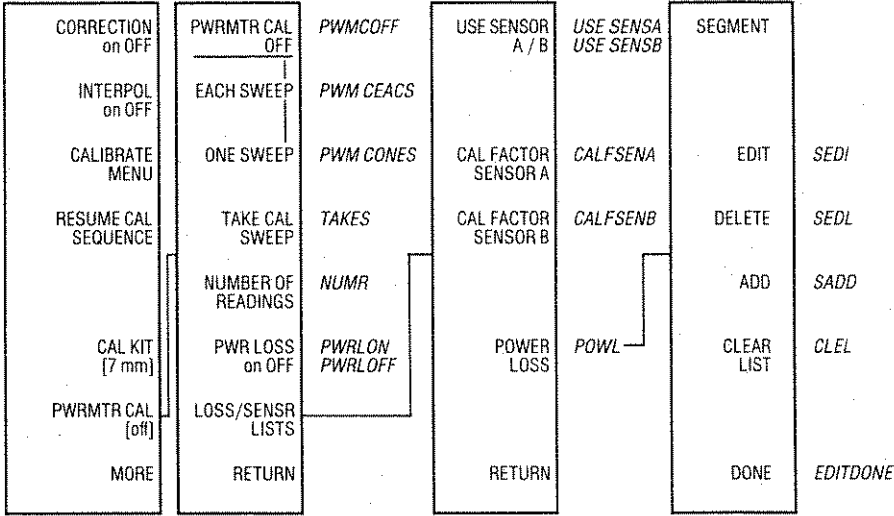 CORRECTION
on OFF
INTERPOL
on OFF
CALIBRATE
MENU
RESUME CAL
SEQUENCE
CAL KIT
[7 mm]
PWRMTR CAL
[off]
MORE
PWRMTR CAL
OFF
PWMCOFF
EACH SWEEP
PWM CEACS
ONE SWEEP
PWM CONES
TAKE CAL
SWEEP
TAKES
NUMBER OF
READINGS
NUMR
PWR LOSS
on OFF
PWRLON
PWRLOFF
LOSS/SENSR
LISTS
RETURN
USE SENSOR
A / B
USE SENSA
USE SENSB
CAL FACTOR
SENSOR A
CALFSENA
CAL FACTOR
SENSOR B
CALFSENB
POWER
LOSS
POWL
RETURN
SEGMENT
EDIT
SEDI
DELETE
SEDL
ADD
SADD
CLEAR
LIST
CLEL
DONE
EDITDONE